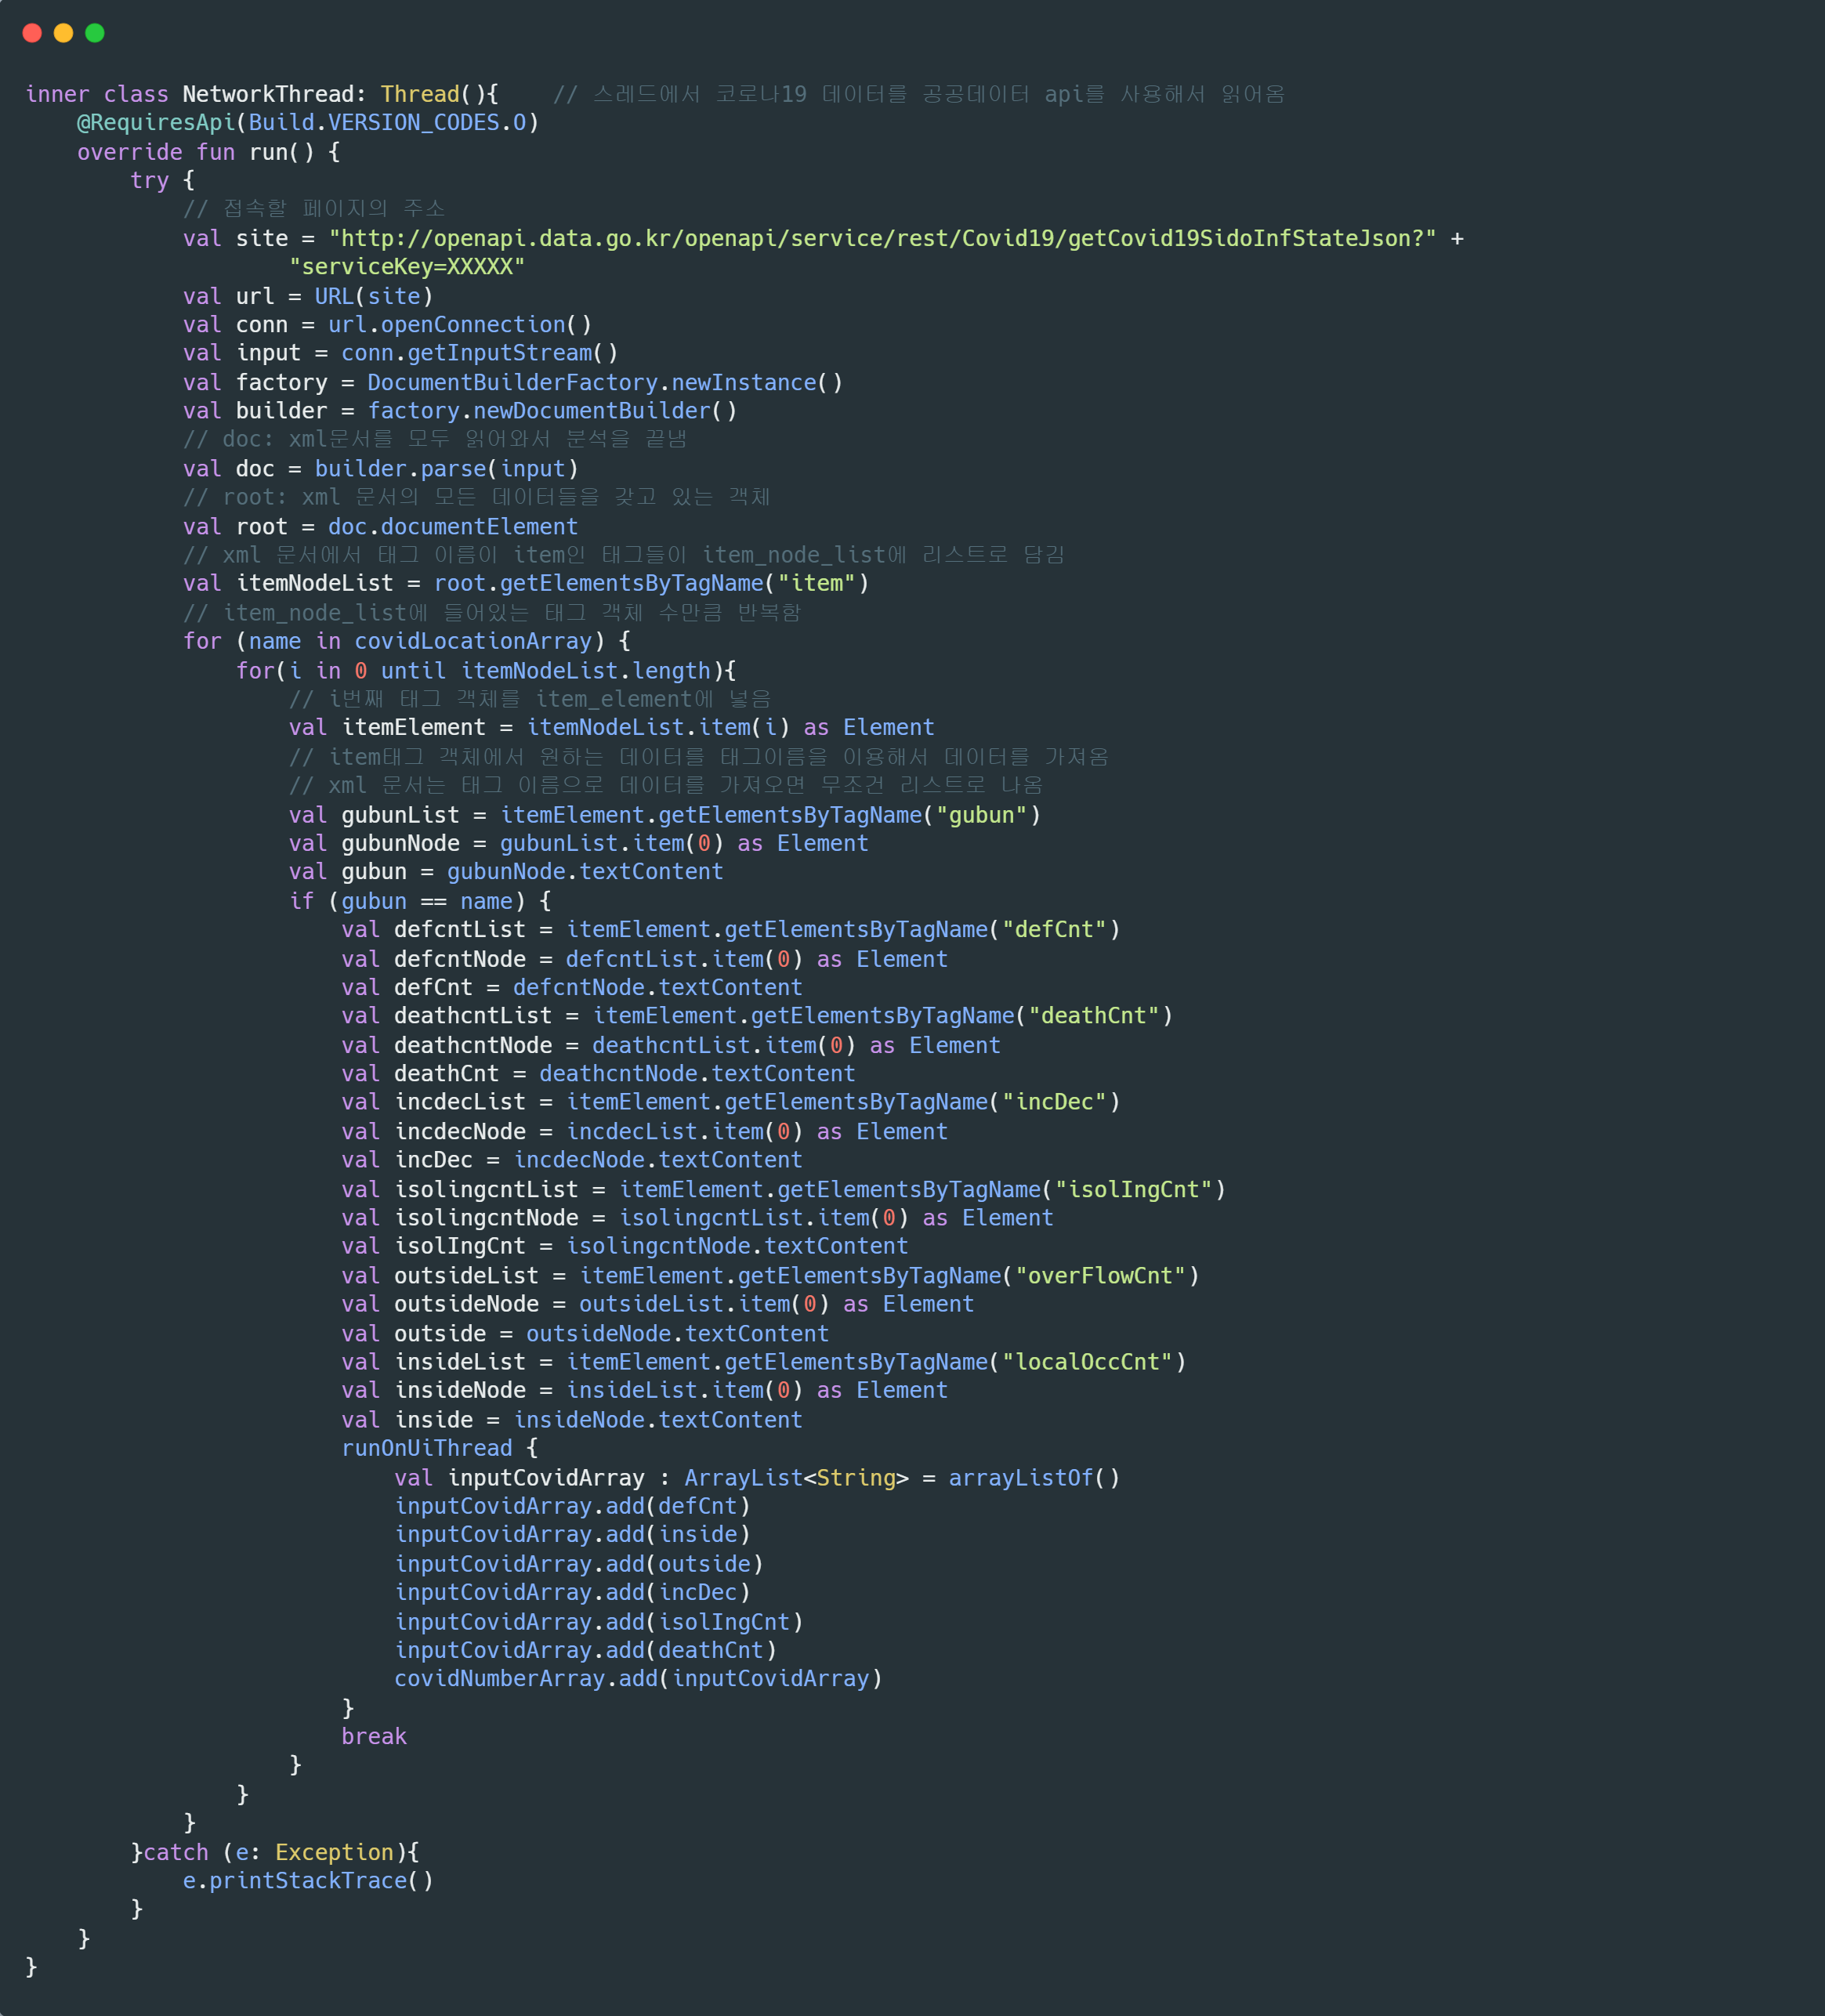 inner class NetworkThread: Thread(){    // 스레드에서 코로나19 데이터를 공공데이터 api를 사용해서 읽어옴
    @RequiresApi(Build.VERSION_CODES.O)
    override fun run() {
        try {
            // 접속할 페이지의 주소
            val site = "http://openapi.data.go.kr/openapi/service/rest/Covid19/getCovid19SidoInfStateJson?" +
                    "serviceKey=XXXXX"
            val url = URL(site)
            val conn = url.openConnection()
            val input = conn.getInputStream()
            val factory = DocumentBuilderFactory.newInstance()
            val builder = factory.newDocumentBuilder()
            // doc: xml문서를 모두 읽어와서 분석을 끝냄
            val doc = builder.parse(input)
            // root: xml 문서의 모든 데이터들을 갖고 있는 객체
            val root = doc.documentElement
            // xml 문서에서 태그 이름이 item인 태그들이 item_node_list에 리스트로 담김
            val itemNodeList = root.getElementsByTagName("item")
            // item_node_list에 들어있는 태그 객체 수만큼 반복함
            for (name in covidLocationArray) {
                for(i in 0 until itemNodeList.length){
                    // i번째 태그 객체를 item_element에 넣음
                    val itemElement = itemNodeList.item(i) as Element
                    // item태그 객체에서 원하는 데이터를 태그이름을 이용해서 데이터를 가져옴
                    // xml 문서는 태그 이름으로 데이터를 가져오면 무조건 리스트로 나옴
                    val gubunList = itemElement.getElementsByTagName("gubun")
                    val gubunNode = gubunList.item(0) as Element
                    val gubun = gubunNode.textContent
                    if (gubun == name) {
                        val defcntList = itemElement.getElementsByTagName("defCnt")
                        val defcntNode = defcntList.item(0) as Element
                        val defCnt = defcntNode.textContent
                        val deathcntList = itemElement.getElementsByTagName("deathCnt")
                        val deathcntNode = deathcntList.item(0) as Element
                        val deathCnt = deathcntNode.textContent
                        val incdecList = itemElement.getElementsByTagName("incDec")
                        val incdecNode = incdecList.item(0) as Element
                        val incDec = incdecNode.textContent
                        val isolingcntList = itemElement.getElementsByTagName("isolIngCnt")
                        val isolingcntNode = isolingcntList.item(0) as Element
                        val isolIngCnt = isolingcntNode.textContent
                        val outsideList = itemElement.getElementsByTagName("overFlowCnt")
                        val outsideNode = outsideList.item(0) as Element
                        val outside = outsideNode.textContent
                        val insideList = itemElement.getElementsByTagName("localOccCnt")
                        val insideNode = insideList.item(0) as Element
                        val inside = insideNode.textContent
                        runOnUiThread {
                            val inputCovidArray : ArrayList<String> = arrayListOf()
                            inputCovidArray.add(defCnt)
                            inputCovidArray.add(inside)
                            inputCovidArray.add(outside)
                            inputCovidArray.add(incDec)
                            inputCovidArray.add(isolIngCnt)
                            inputCovidArray.add(deathCnt)
                            covidNumberArray.add(inputCovidArray)
                        }
                        break
                    }
                }
            }
        }catch (e: Exception){
            e.printStackTrace()
        }
    }
}